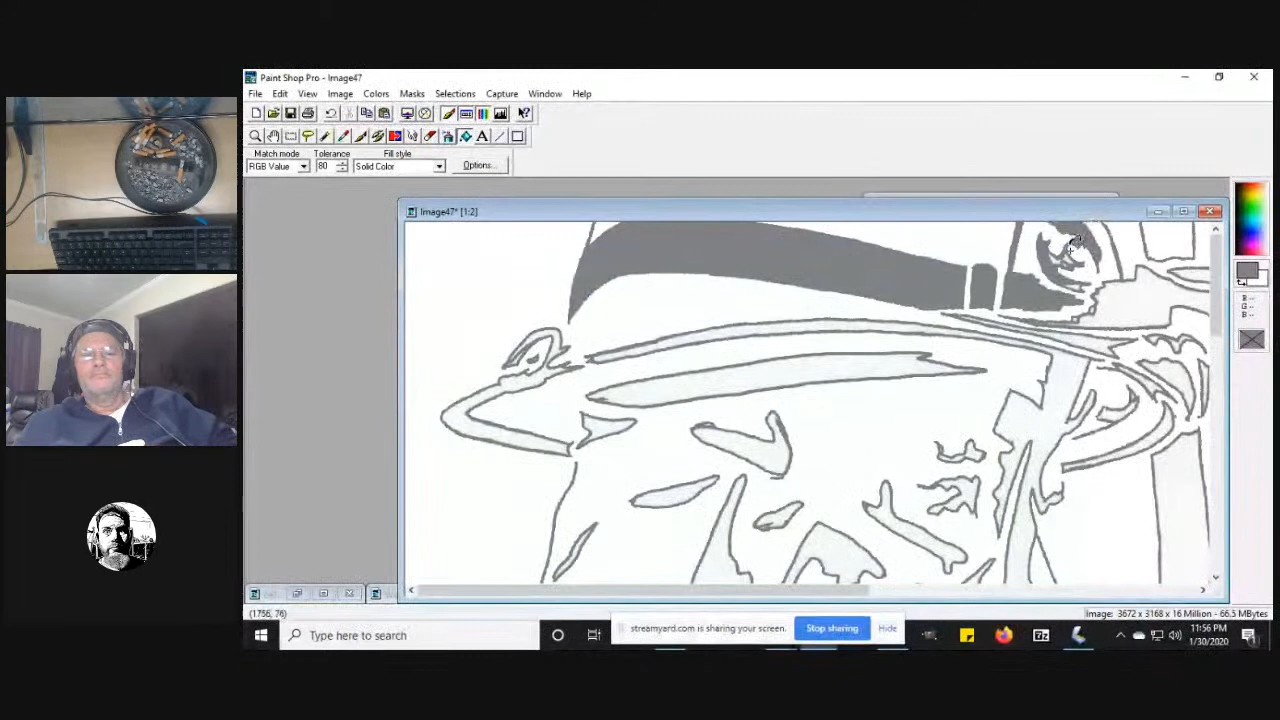 Paint Shop Pro - Image47
File Edit View Image Colors Masks Selections Capture Window Help
Match mode Tolerance Fill style
RGB Value 80 Solid Color Options...
Image47* [1:2]
R: --
G: --
B: --
(1756, 76) Image: 3672 x 3168 x 16 Million - 66.5 MBytes
streamyard.com is sharing your screen. Stop sharing Hide
Type here to search
11:56 PM
1/30/2020